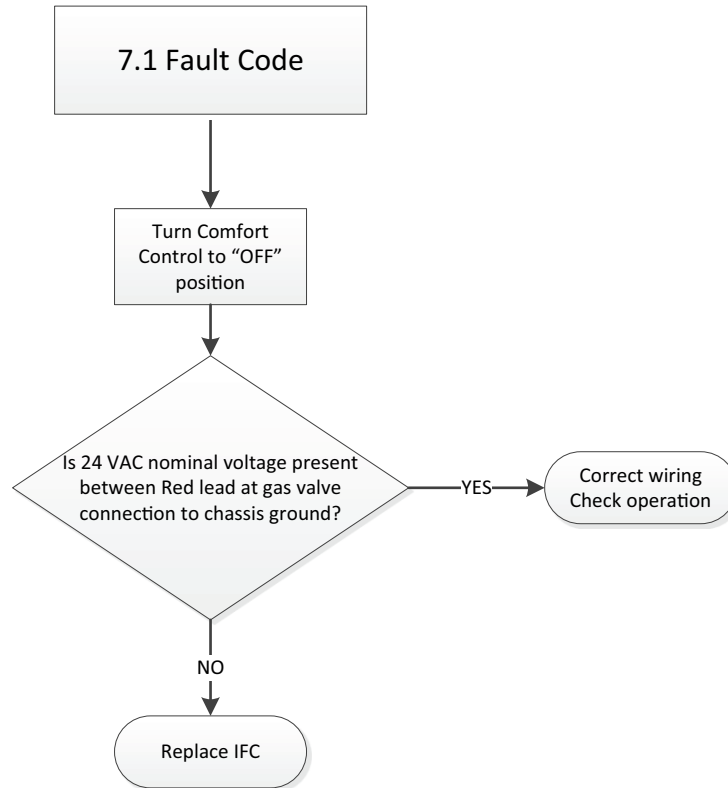 7.1 Fault Code
Turn Comfort
Control to “OFF”
position
Is 24 VAC nominal voltage present
between Red lead at gas valve
connection to chassis ground?
YES
Correct wiring
Check operation
NO
Replace IFC